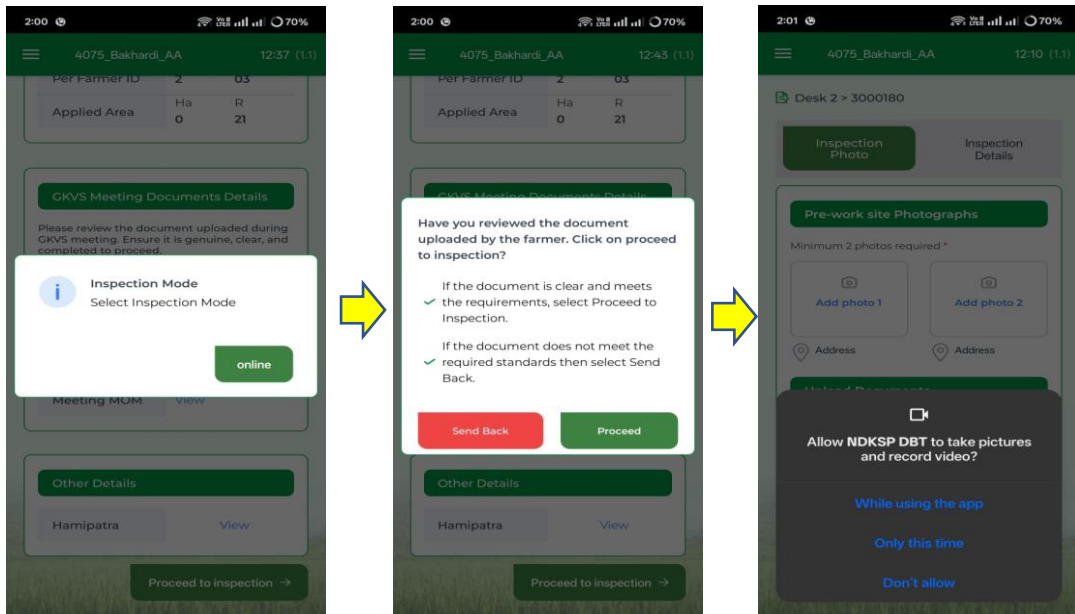 2:00
70%
4075_Bakhardi_AA
12:37 (1.1)
Per Farmer ID 2 03
Applied Area
Ha R
0 21
GKVS Meeting Documents Details
Please review the document uploaded during
GKVS meeting. Ensure it is genuine, clear, and
completed to proceed.
Inspection Mode
Select Inspection Mode
online
Meeting MOM View
Other Details
Hamipatra View
Proceed to inspection →
2:00
70%
4075_Bakhardi_AA
12:43 (1.1)
Per Farmer ID 2 03
Applied Area
Ha R
0 21
GKVS Meeting Documents Details
Have you reviewed the document
uploaded by the farmer. Click on proceed
to inspection?
If the document is clear and meets
the requirements, select Proceed to
Inspection.
If the document does not meet the
required standards then select Send
Back.
Send Back
Proceed
Other Details
Hamipatra View
Proceed to inspection →
2:01
70%
4075_Bakhardi_AA
12:10 (1.1)
Desk 2 > 3000180
Inspection
Photo
Inspection
Details
Pre-work site Photographs
Minimum 2 photos required *
Add photo 1
Add photo 2
Address
Address
Upload Documents
Allow NDKSP DBT to take pictures
and record video?
While using the app
Only this time
Don't allow